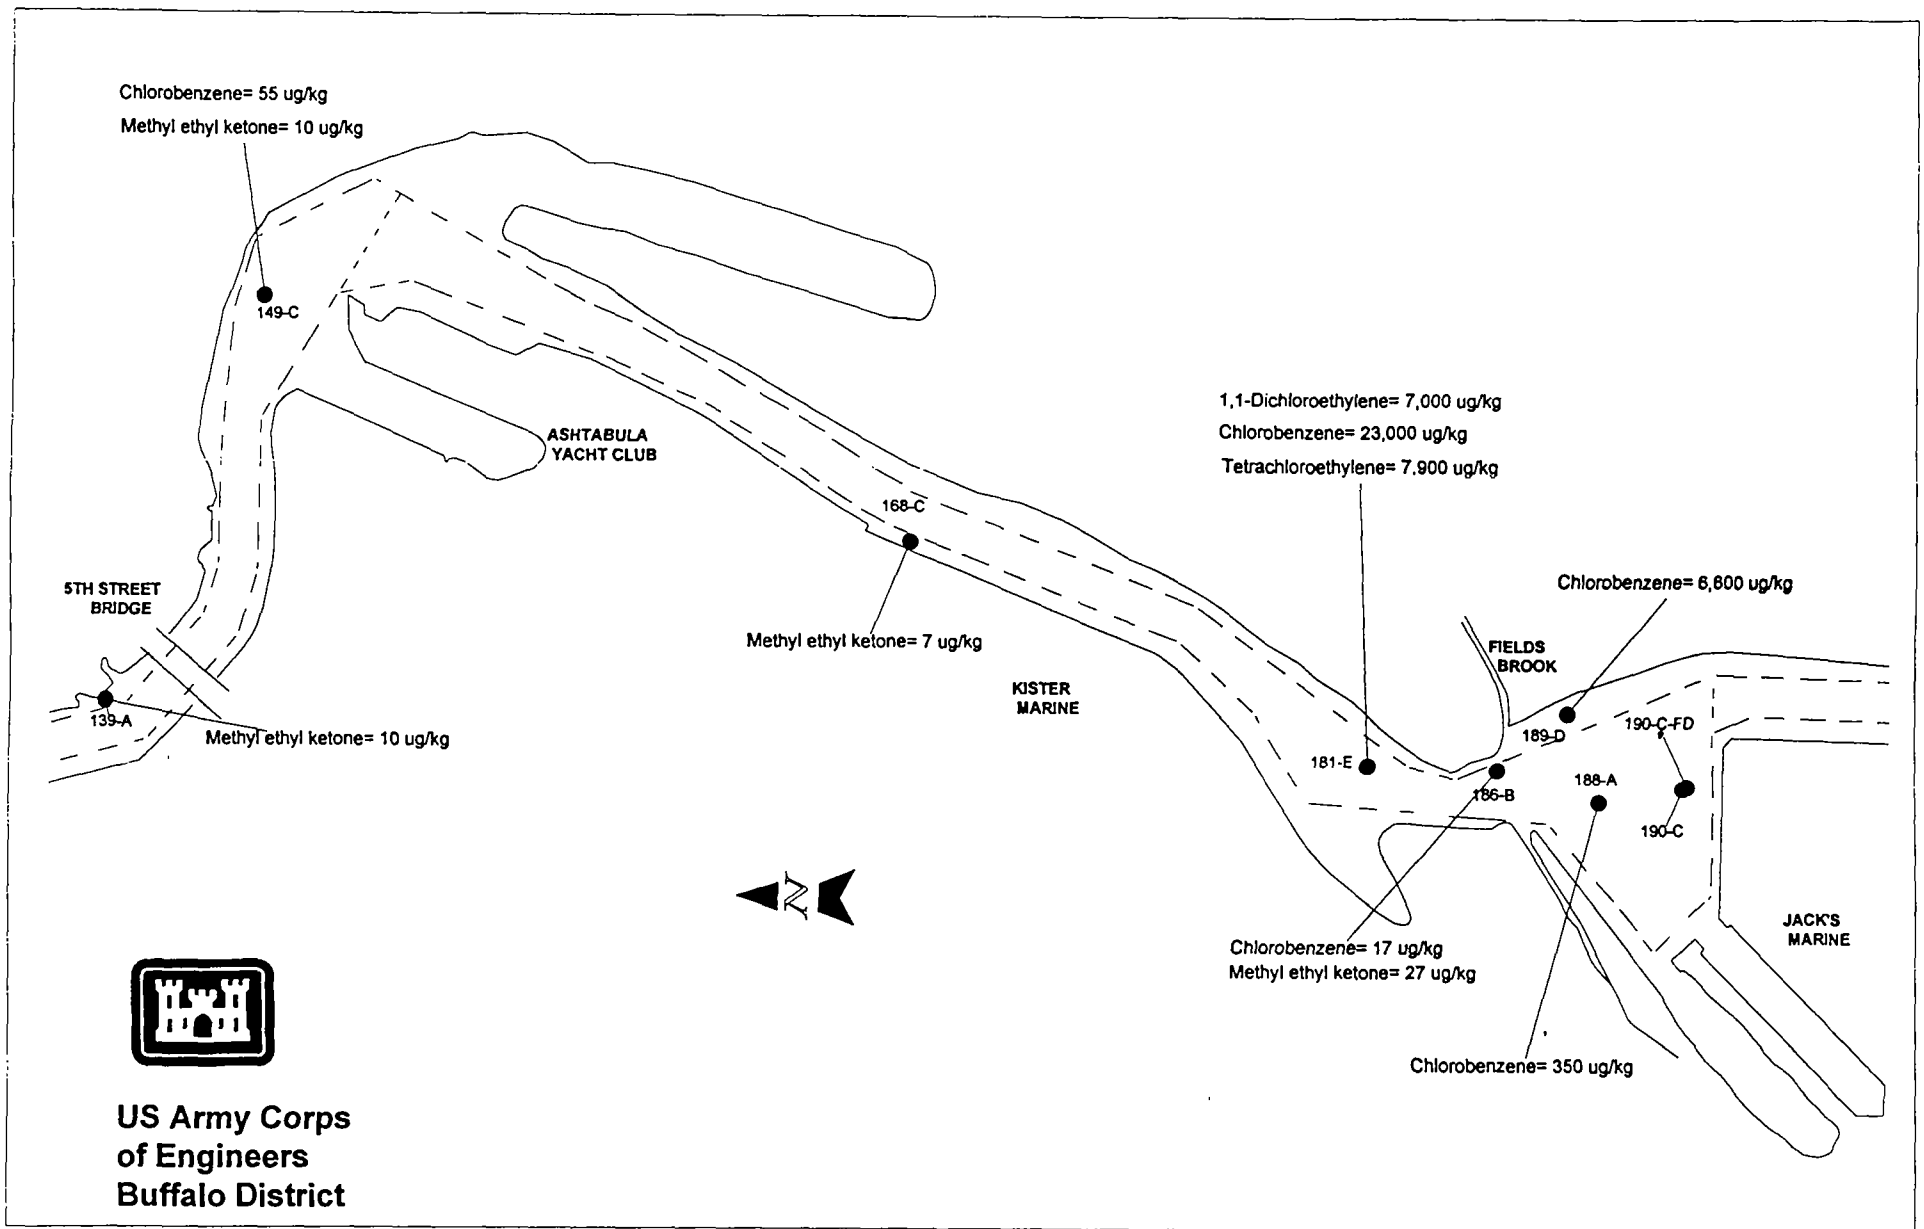 Chlorobenzene= 55 ug/kg
Methyl ethyl ketone= 10 ug/kg
149-C
ASHTABULA
YACHT CLUB
1,1-Dichloroethylene= 7,000 ug/kg
Chlorobenzene= 23,000 ug/kg
Tetrachloroethylene= 7,900 ug/kg
168-C
5TH STREET
BRIDGE
Chlorobenzene= 6,600 ug/kg
Methyl ethyl ketone= 7 ug/kg
FIELDS
BROOK
KISTER
MARINE
139-A
Methyl ethyl ketone= 10 ug/kg
189-D
190-C-FD
181-E
186-B
188-A
190-C
N
JACK'S
MARINE
Chlorobenzene= 17 ug/kg
Methyl ethyl ketone= 27 ug/kg
Chlorobenzene= 350 ug/kg
US Army Corps
of Engineers
Buffalo District